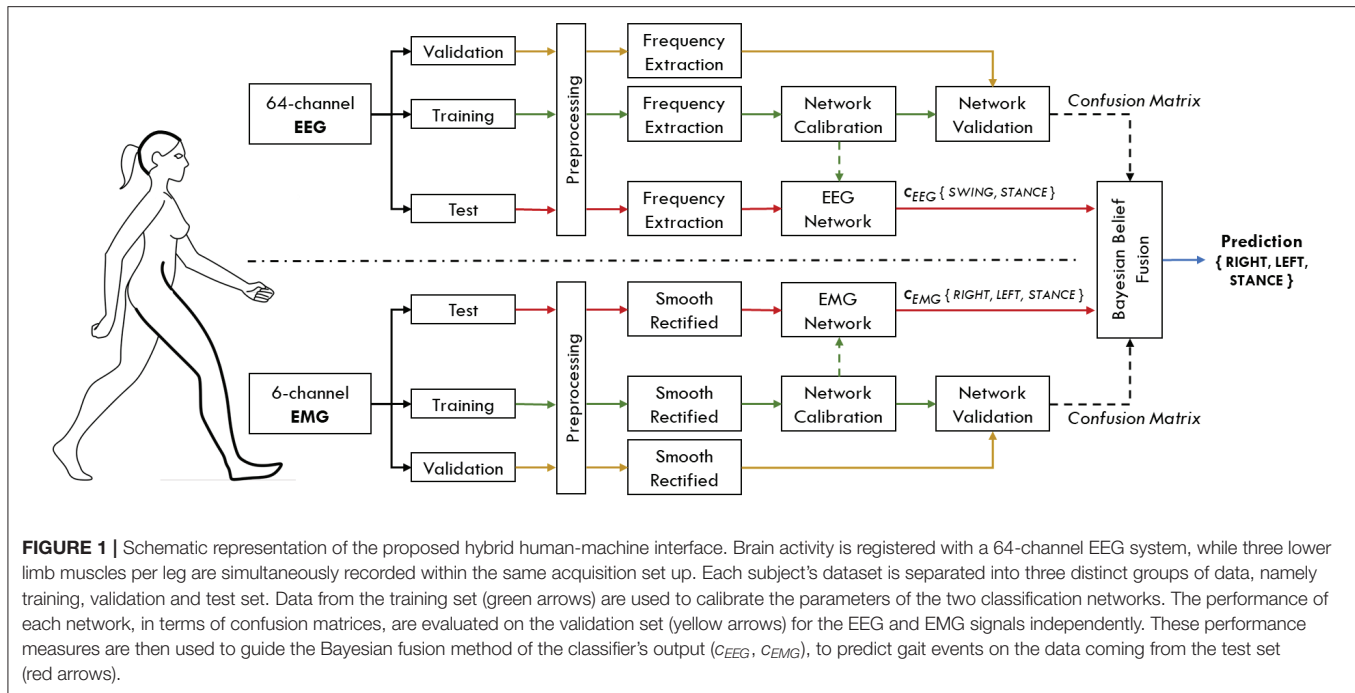 Validation
Frequency
Extraction
64-channel
EEG
Training
Preprocessing
Frequency
Extraction
Network
Calibration
Network
Validation
Confusion Matrix
Test
Frequency
Extraction
EEG
Network
cEEG { SWING, STANCE }
Bayesian Belief
Fusion
Prediction
{ RIGHT, LEFT,
STANCE }
Test
Smooth
Rectified
EMG
Network
cEMG { RIGHT, LEFT, STANCE }
6-channel
EMG
Training
Preprocessing
Smooth
Rectified
Network
Calibration
Network
Validation
Confusion Matrix
Validation
Smooth
Rectified
FIGURE 1 | Schematic representation of the proposed hybrid human-machine interface. Brain activity is registered with a 64-channel EEG system, while three lower
limb muscles per leg are simultaneously recorded within the same acquisition set up. Each subject's dataset is separated into three distinct groups of data, namely
training, validation and test set. Data from the training set (green arrows) are used to calibrate the parameters of the two classification networks. The performance of
each network, in terms of confusion matrices, are evaluated on the validation set (yellow arrows) for the EEG and EMG signals independently. These performance
measures are then used to guide the Bayesian fusion method of the classifier's output (cEEG, cEMG), to predict gait events on the data coming from the test set
(red arrows).